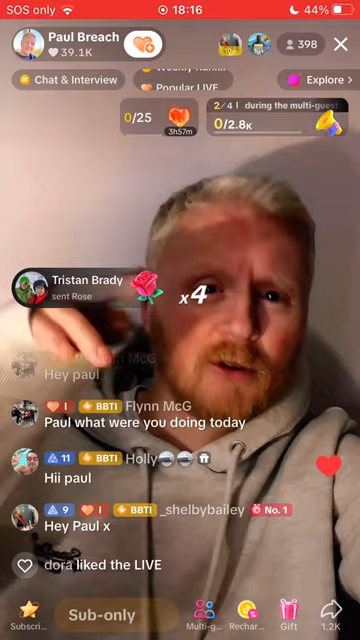 SOS only
18:16
44%
Paul Breach
39.1K
398
Chat & Interview
Popular LIVE
Explore
0/25
3h57m
2/4 | during the multi-guest
0/2.8K
Tristan Brady
sent Rose
x4
Hey paul
1 BBTI Flynn McG
Paul what were you doing today
11 BBTI Holly
Hii paul
9 1 BBTI _shelbybailey No. 1
Hey Paul x
dora liked the LIVE
Sub-only
Subscri...
Multi-g...
Rechar...
Gift
1.2K